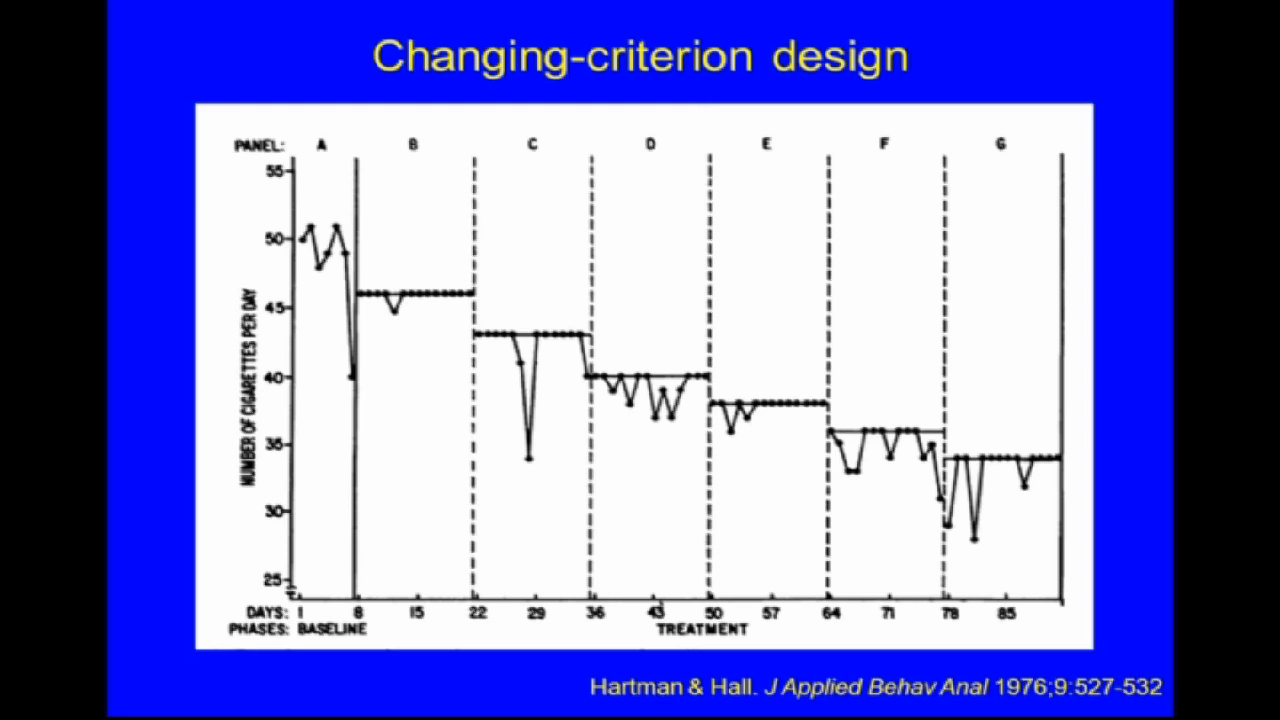 Changing-criterion design
PANEL: A B C D E F G
55
50
45
40
35
30
25
NUMBER OF CIGARETTES PER DAY
DAYS: 1 8 15 22 29 36 43 50 57 64 71 78 85
PHASES: BASELINE TREATMENT
Hartman & Hall. J Applied Behav Anal 1976;9:527-532